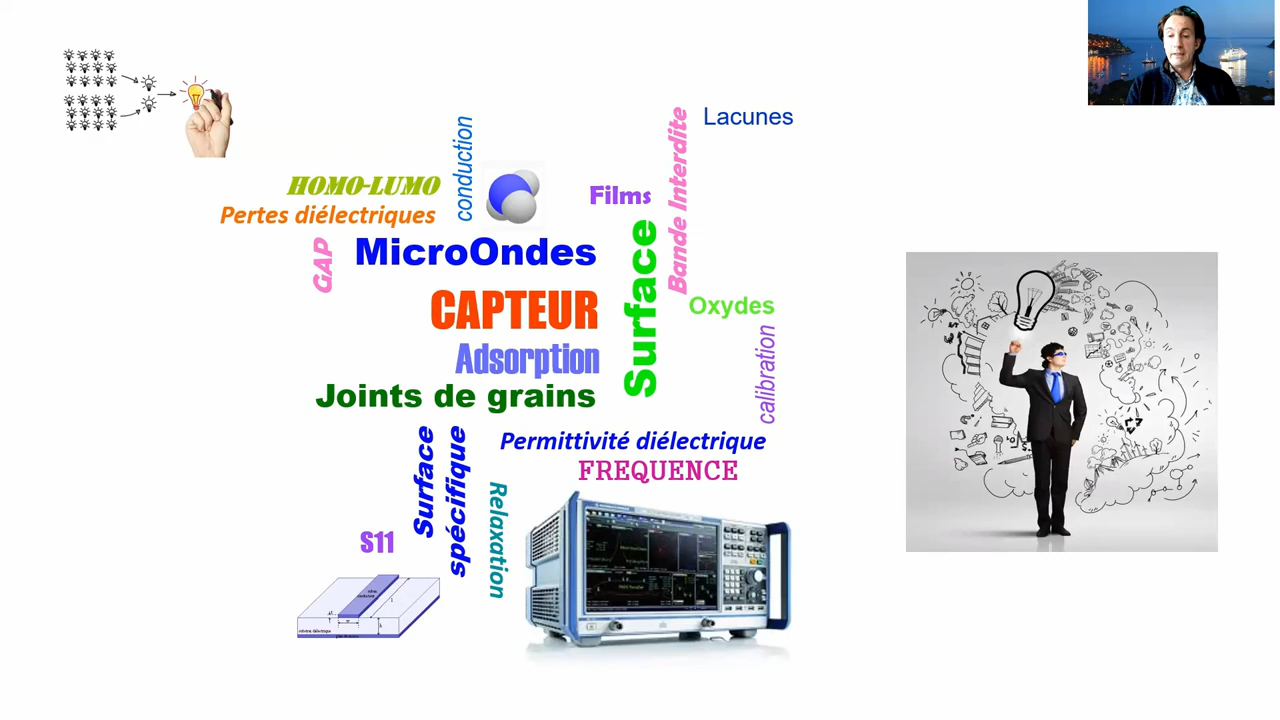 Lacunes
conduction
Bande Interdite
HOMO-LUMO
Films
Pertes diélectriques
GAP
MicroOndes
Surface
CAPTEUR
Oxydes
calibration
Adsorption
Joints de grains
Surface
spécifique
Permittivité diélectrique
FREQUENCE
Relaxation
S11